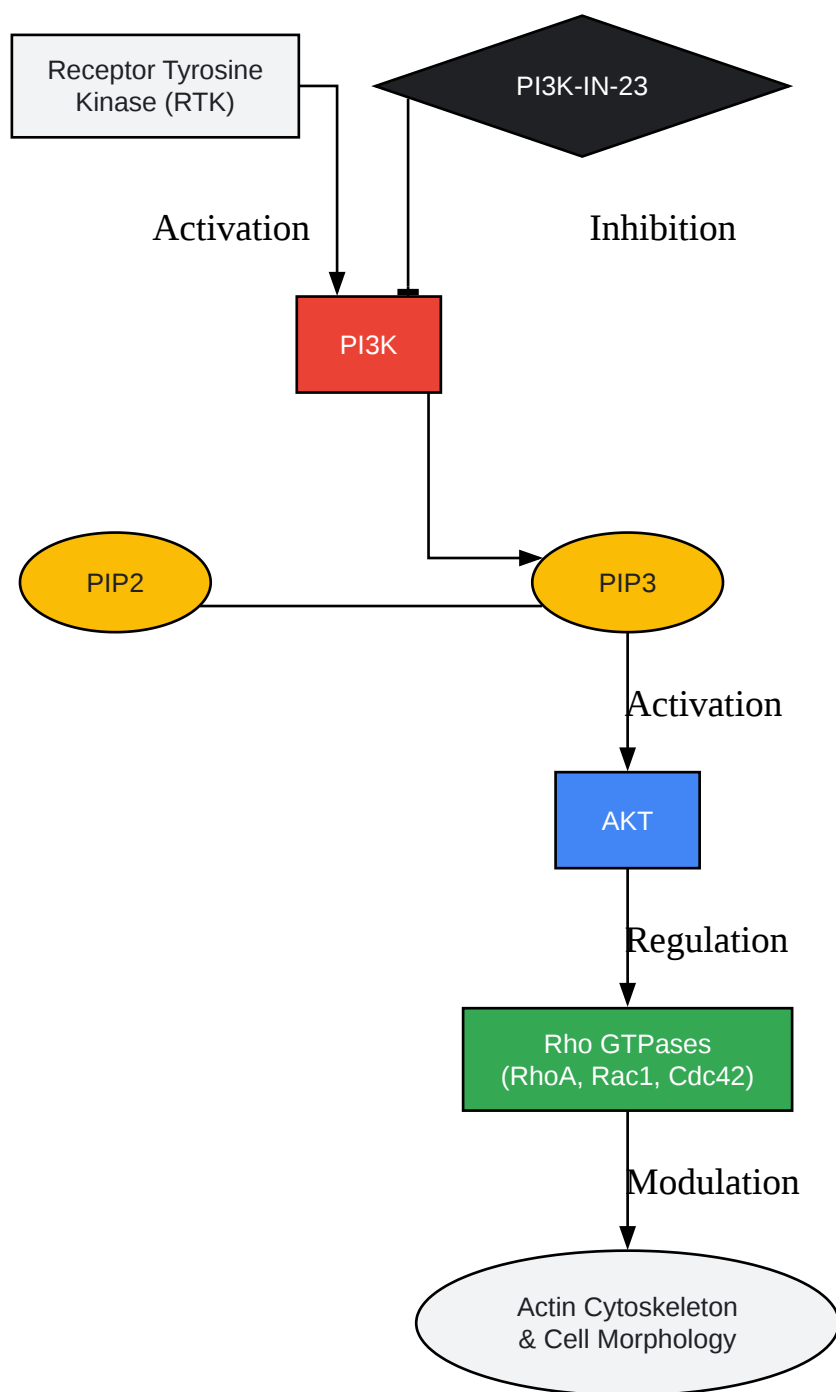 Receptor Tyrosine
Kinase (RTK)
PI3K-IN-23
Activation
Inhibition
PI3K
PIP2
PIP3
Activation
AKT
Regulation
Rho GTPases
(RhoA, Rac1, Cdc42)
Modulation
Actin Cytoskeleton
& Cell Morphology